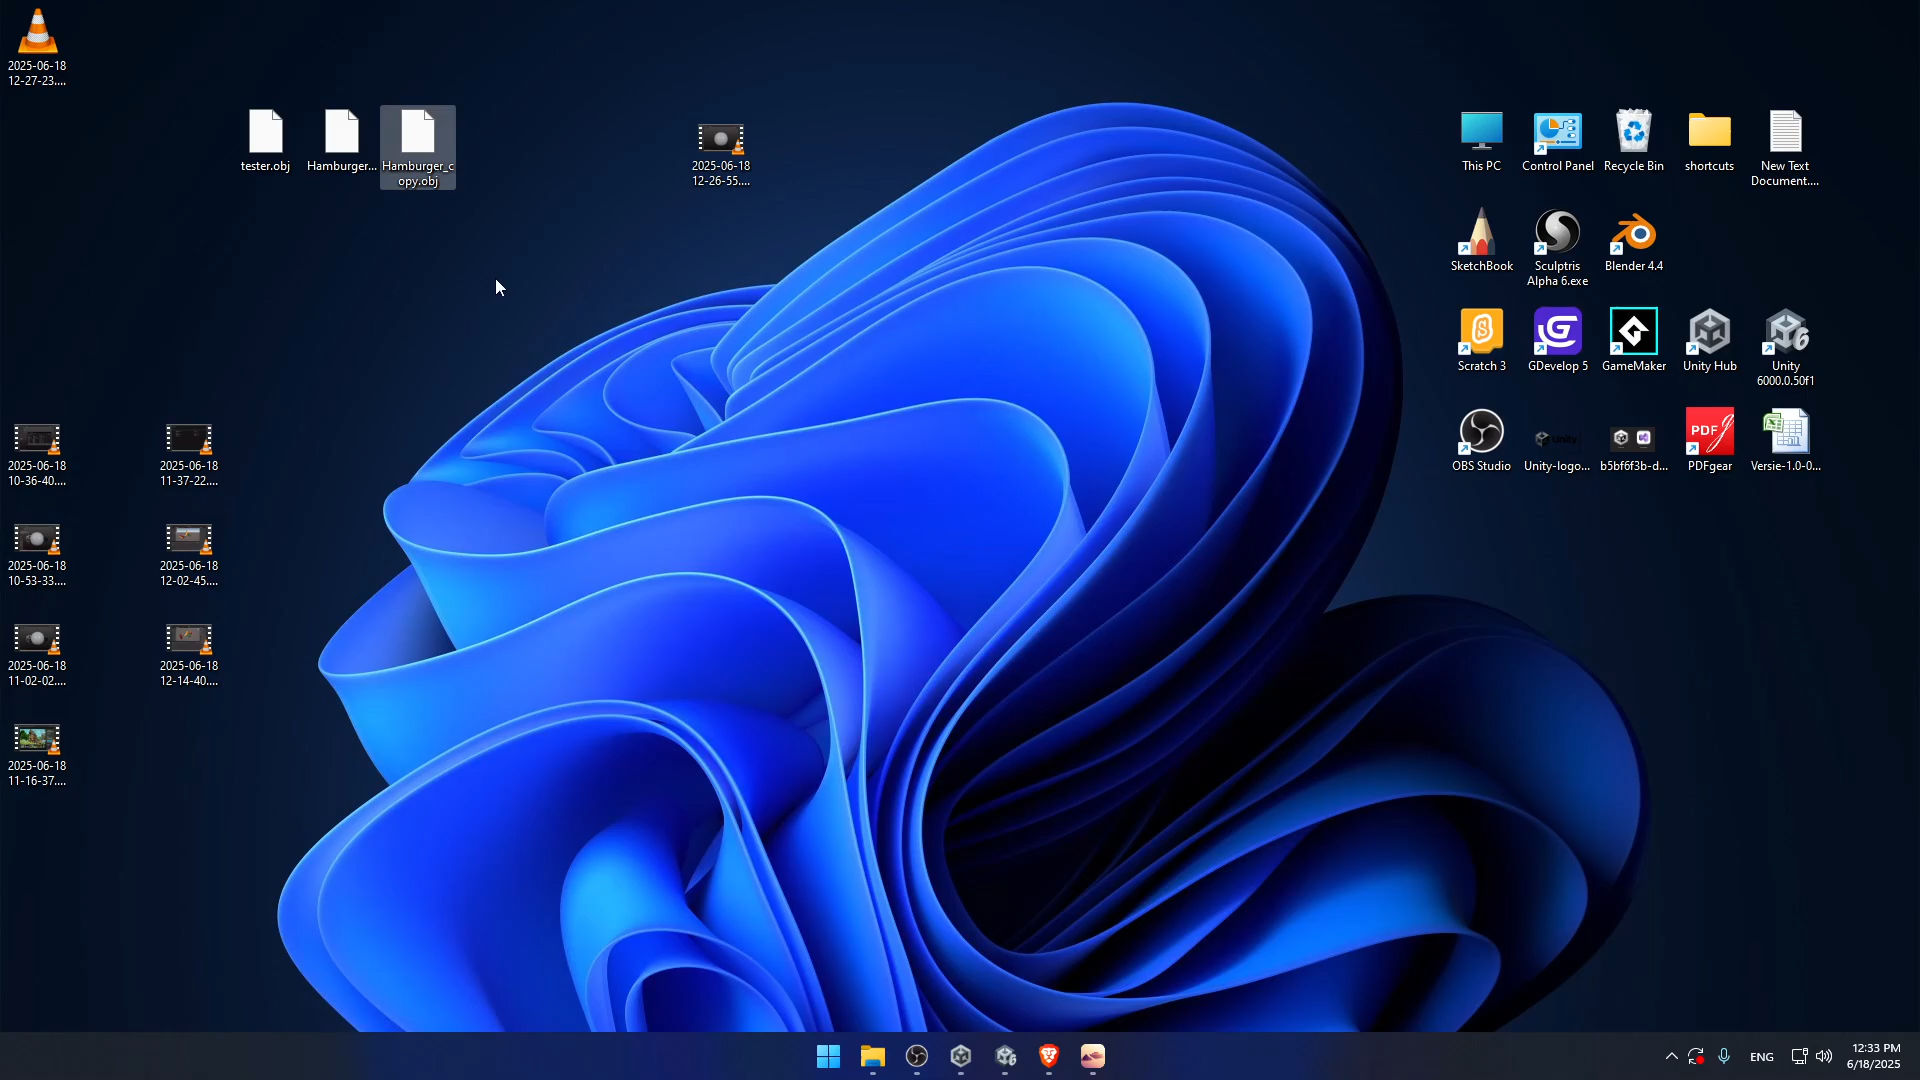 2025-06-18
12-27-23....
tester.obj
Hamburger...
Hamburger_c
opy.obj
2025-06-18
12-26-55....
This PC
Control Panel
Recycle Bin
shortcuts
New Text
Document....
SketchBook
Sculptris
Alpha 6.exe
Blender 4.4
Scratch 3
GDevelop 5
GameMaker
Unity Hub
Unity
6000.0.50f1
2025-06-18
10-36-40....
2025-06-18
11-37-22....
OBS Studio
Unity-logo...
b5bf6f3b-d...
PDF
PDFgear
Versie-1.0-0...
2025-06-18
10-53-33....
2025-06-18
12-02-45....
2025-06-18
11-02-02....
2025-06-18
12-14-40....
2025-06-18
11-16-37....
ENG
12:33 PM
6/18/2025